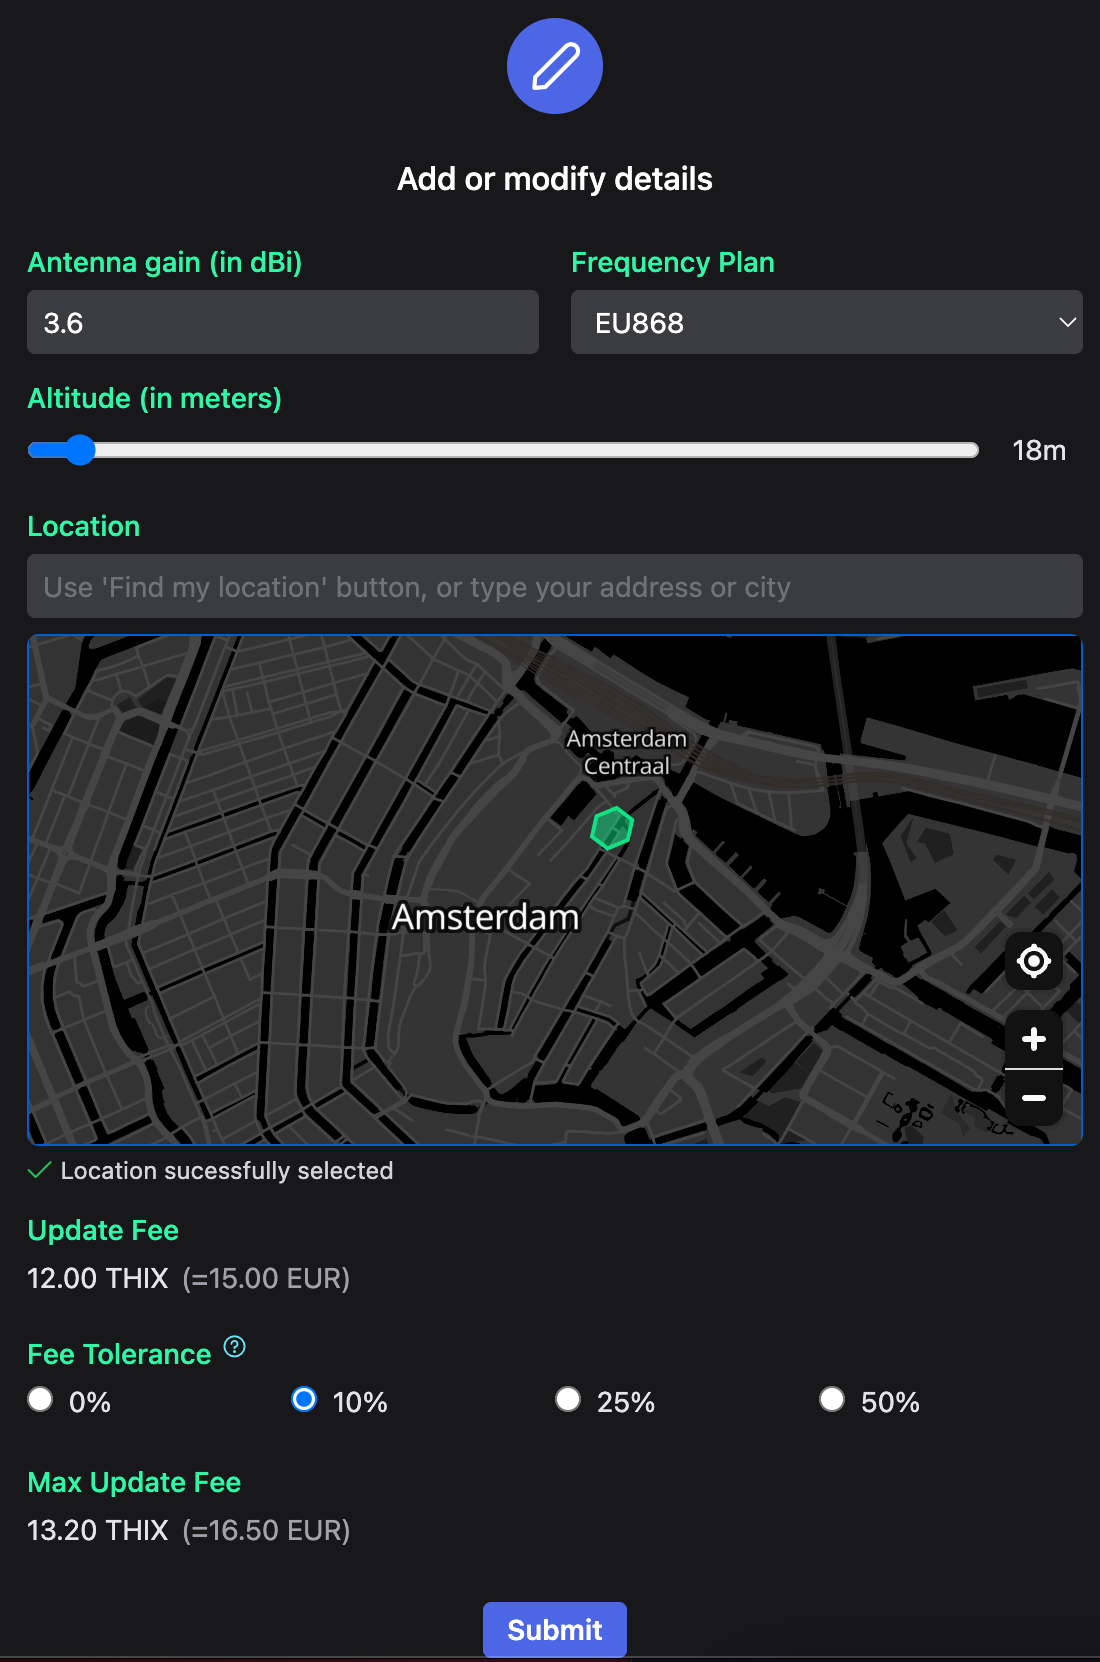 Add or modify details
Antenna gain (in dBi)
Frequency Plan
3.6
EU868
Altitude (in meters)
18m
Location
Use 'Find my location' button, or type your address or city
Amsterdam
Centraal
Amsterdam
Location sucessfully selected
Update Fee
12.00 THIX (=15.00 EUR)
Fee Tolerance ?
0%
10%
25%
50%
Max Update Fee
13.20 THIX (=16.50 EUR)
Submit